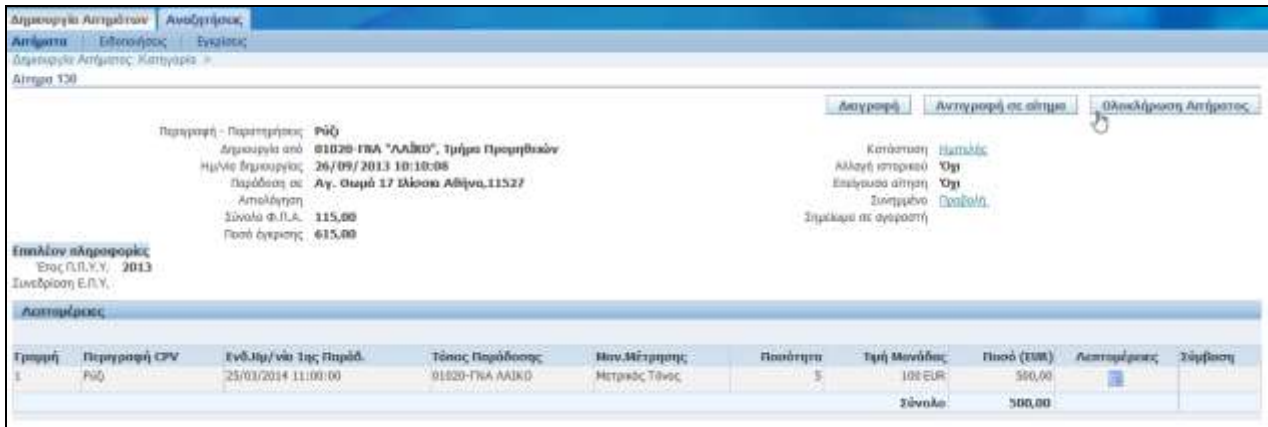 Δημιουργία Αιτημάτων Αναζητήσεις
Αιτήματα Ειδοποιήσεις Εγκρίσεις
Δημιουργία Αιτήματος: Κατηγορία >
Αίτημα 130
Διαγραφή Αντιγραφή σε αίτημα Ολοκλήρωση Αιτήματος
Περιγραφή - Παρατηρήσεις Ρύζι
Δημιουργία από 01020-ΓΝΑ "ΛΑΪΚΟ", Τμήμα Προμηθειών
Ημ/νία δημιουργίας 26/09/2013 10:10:08
Παράδοση σε Αγ. Θωμά 17 Ιλίσσια Αθήνα,11527
Αιτιολόγηση
Σύνολο Φ.Π.Α. 115,00
Ποσό έγκρισης 615,00
Κατάσταση Ημιτελής
Αλλαγή ιστορικού Όχι
Επείγουσα αίτηση Όχι
Συνημμένο Προβολή
Σημείωμα σε αγοραστή
Επιπλέον πληροφορίες
Έτος Π.Π.Υ.Υ. 2013
Συνεδρίαση Ε.Π.Υ.
Λεπτομέρειες
Γραμμή Περιγραφή CPV Ενδ.Ημ/νία 1ης Παράδ. Τόπος Παράδοσης Μον.Μέτρησης Ποσότητα Τιμή Μονάδας Ποσό (EUR) Λεπτομέρειες Σύμβαση
1 Ρύζι 25/03/2014 11:00:00 01020-ΓΝΑ ΛΑΪΚΟ Μετρικός Τόνος 5 100 EUR 500,00
Σύνολο 500,00